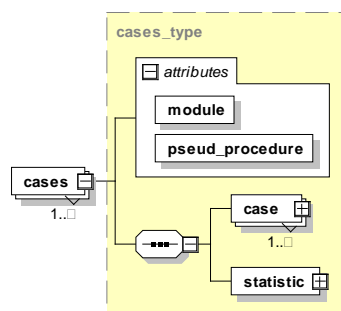 cases_type
attributes
module
pseud_procedure
cases
1..□
case
1..□
statistic